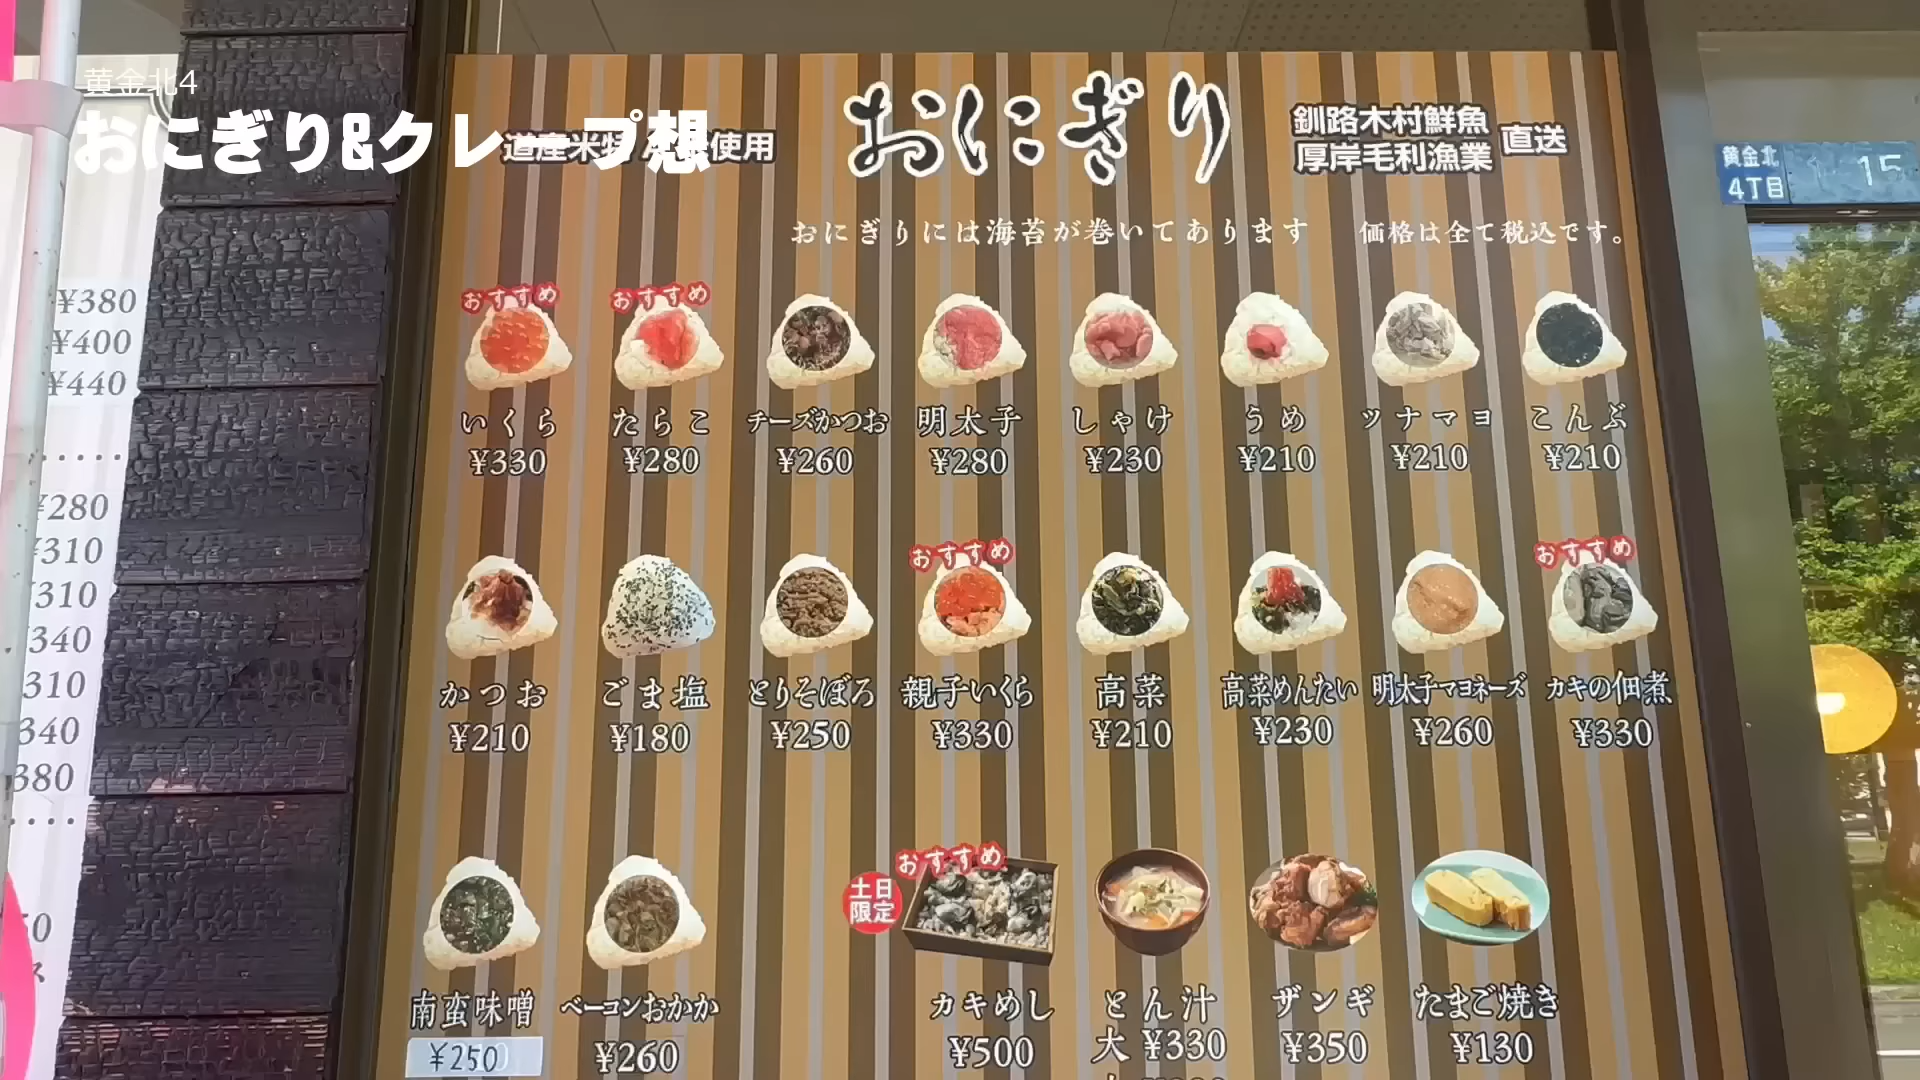 黄金北4
おにぎり&クレープ想
道産米
使用
おにぎり
釧路木村鮮魚
厚岸毛利漁業
直送
おにぎりには海苔が巻いてあります 価格は全て税込です。
黄金北
4丁目
15
¥380
¥400
¥440
¥280
¥310
¥310
¥340
¥310
¥340
¥380
おすすめ
おすすめ
いくら たらこ チーズかつお 明太子 しゃけ うめ ツナマヨ こんぶ
¥330 ¥280 ¥260 ¥280 ¥230 ¥210 ¥210 ¥210
おすすめ
おすすめ
かつお ごま塩 とりそぼろ 親子いくら 高菜 高菜めんたい 明太子マヨネーズ カキの佃煮
¥210 ¥180 ¥250 ¥330 ¥210 ¥230 ¥260 ¥330
おすすめ
土日
限定
南蛮味噌 ベーコンおかか カキめし とん汁 ザンギ たまご焼き
¥250 ¥260 ¥500 大 ¥330 ¥350 ¥130